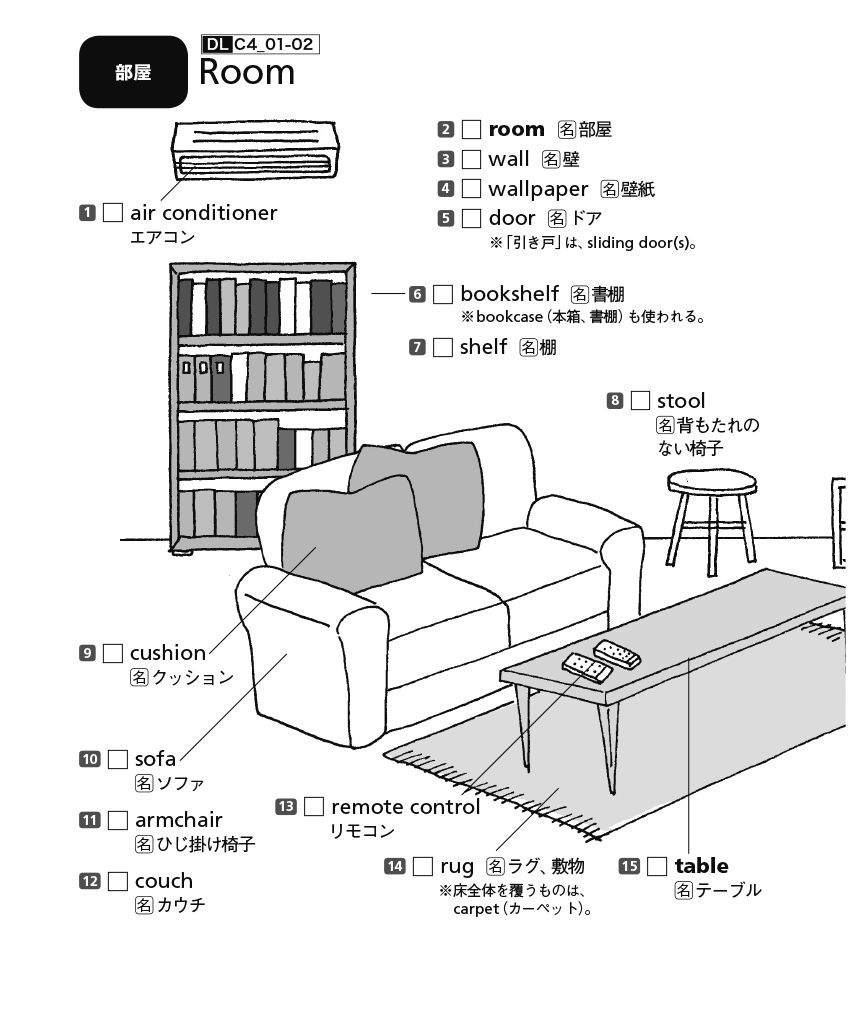 部屋
DL C4_01-02
Room
1 □ air conditioner
エアコン
2 □ room 名 部屋
3 □ wall 名 壁
4 □ wallpaper 名 壁紙
5 □ door 名 ドア
※「引き戸」は、sliding door(s)。
6 □ bookshelf 名 書棚
※bookcase（本箱、書棚）も使われる。
7 □ shelf 名 棚
8 □ stool
名 背もたれの
ない椅子
9 □ cushion
名 クッション
10 □ sofa
名 ソファ
11 □ armchair
名 ひじ掛け椅子
12 □ couch
名 カウチ
13 □ remote control
リモコン
14 □ rug 名 ラグ、敷物
※床全体を覆うものは、
carpet（カーペット）。
15 □ table
名 テーブル